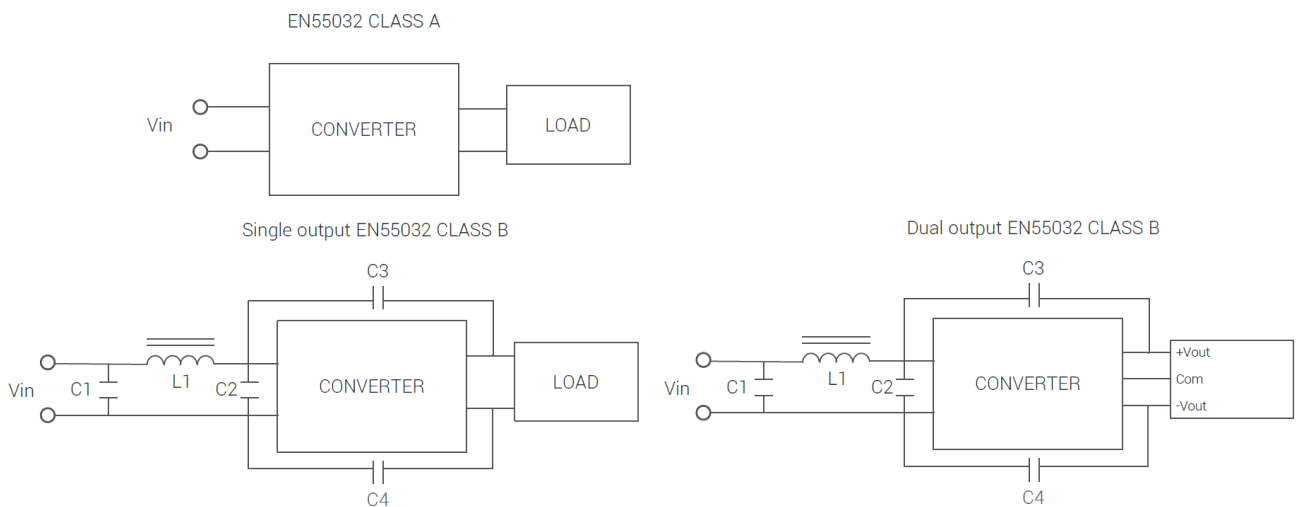 EN55032 CLASS A
Vin
CONVERTER
LOAD
Single output EN55032 CLASS B
C3
Vin
C1
L1
C2
CONVERTER
LOAD
C4
Dual output EN55032 CLASS B
C3
Vin
C1
L1
C2
CONVERTER
+Vout
Com
-Vout
C4